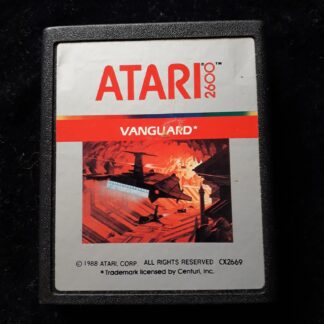 ATARI® 2600™
VANGUARD*
© 1988 ATARI, CORP. ALL RIGHTS RESERVED CX2669
* Trademark licensed by Centuri, Inc.